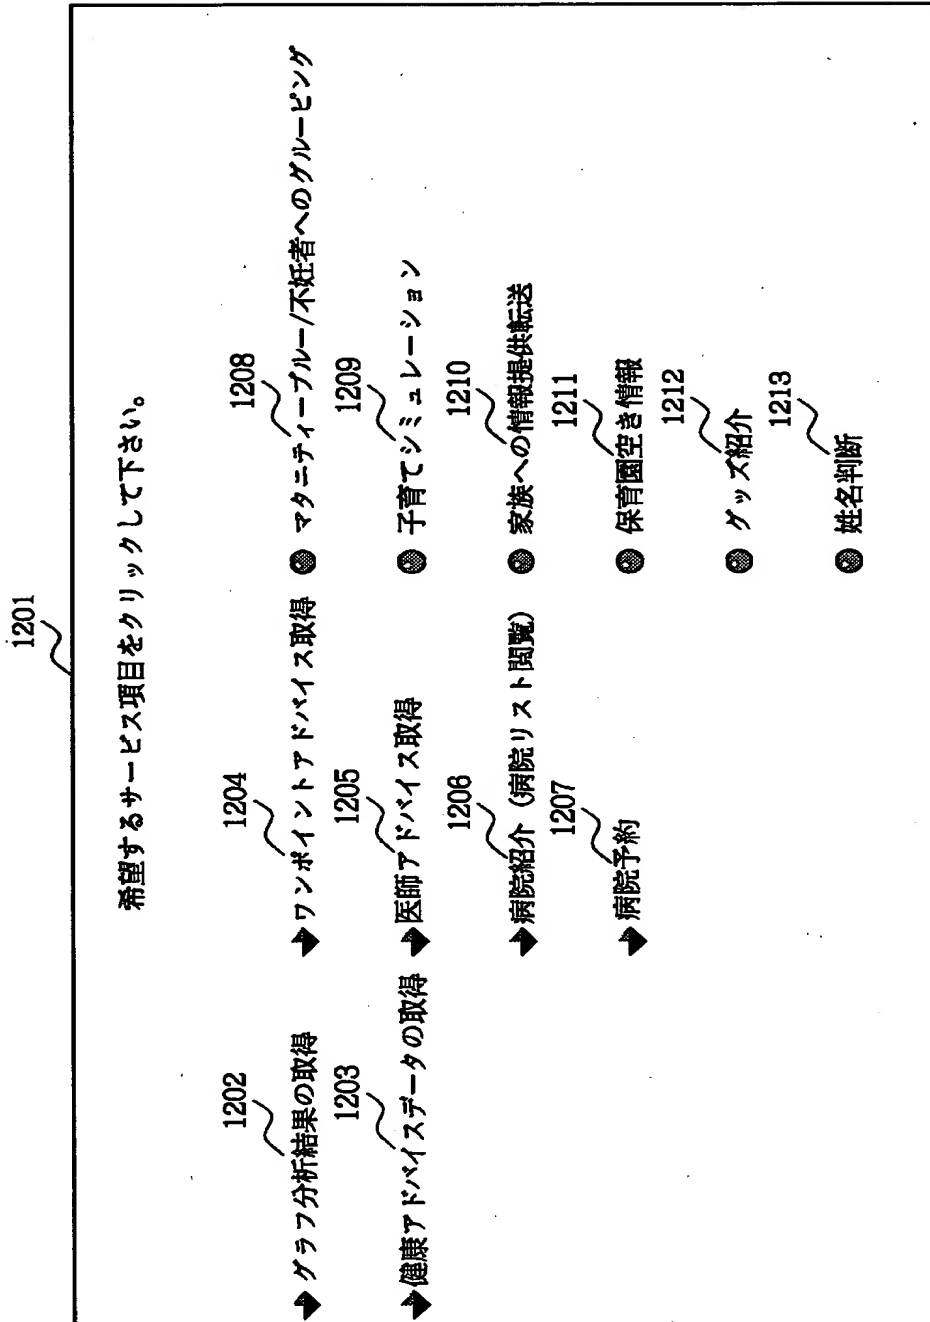 1201
希望するサービス項目をクリックして下さい。
1202
グラフ分析結果の取得
1203
健康アドバイスデータの取得
1204
ワンポイントアドバイス取得
1205
医師アドバイス取得
1206
病院紹介（病院リスト閲覧）
1207
病院予約
1208
マタニティーブルー/不妊者へのグルーピング
1209
子育てシミュレーション
1210
家族への情報提供転送
1211
保育園空き情報
1212
グッズ紹介
1213
姓名判断